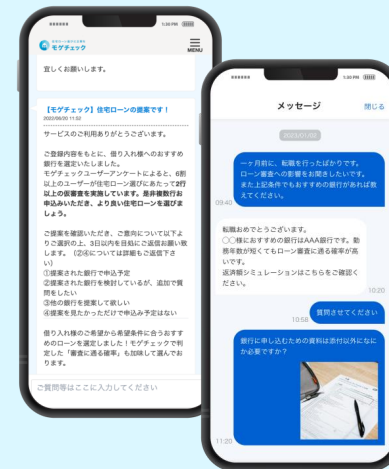 1:35 PM
住宅ローン選びの味方
モゲチェック
MENU
宜しくお願いします。
【モゲチェック】住宅ローンの提案です！
2022/06/20 11:52
サービスのご利用ありがとうございます。
ご登録内容をもとに、借り入れ様へのおすすめ
銀行を選定いたしました。
モゲチェックユーザーアンケートによると、6割
以上のユーザーが住宅ローン選びにあたって2行
以上の仮審査を実施しています。是非複数行お
申込みいただき、より良い住宅ローンを選びま
しょう。
ご提案を確認いただき、ご意向について以下よ
りご選択の上、3日以内を目処にご返信お願い致
します。（②④については詳細もご返信下さ
い）
①提案された銀行で申込予定
②提案された銀行を検討しているが、追加で質
問をしたい
③他の銀行を提案して欲しい
④提案を見たかっただけで申込み予定はない
借り入れ様のご希望から希望条件に合うおすす
めのローンを選定しました！モゲチェックで判
定した「審査に通る確率」も加味して選んでお
ります。
ご質問等はここに入力してください
1:35 PM
メッセージ
閉じる
2023/01/02
一ヶ月前に、転職を行ったばかりです。
ローン審査への影響をお聞きしたいです。
また上記条件でもおすすめの銀行があれば教
えてください。
09:40
転職おめでとうございます。
◯◯様におすすめの銀行はAAA銀行です。勤
務年数が短くてもローン審査に通る確率が高
いです。
返済額シミュレーションはこちらをご確認く
ださい。
10:20
質問させてください
10:58
銀行に申し込むための資料は添付以外になに
か必要ですか？
11:20